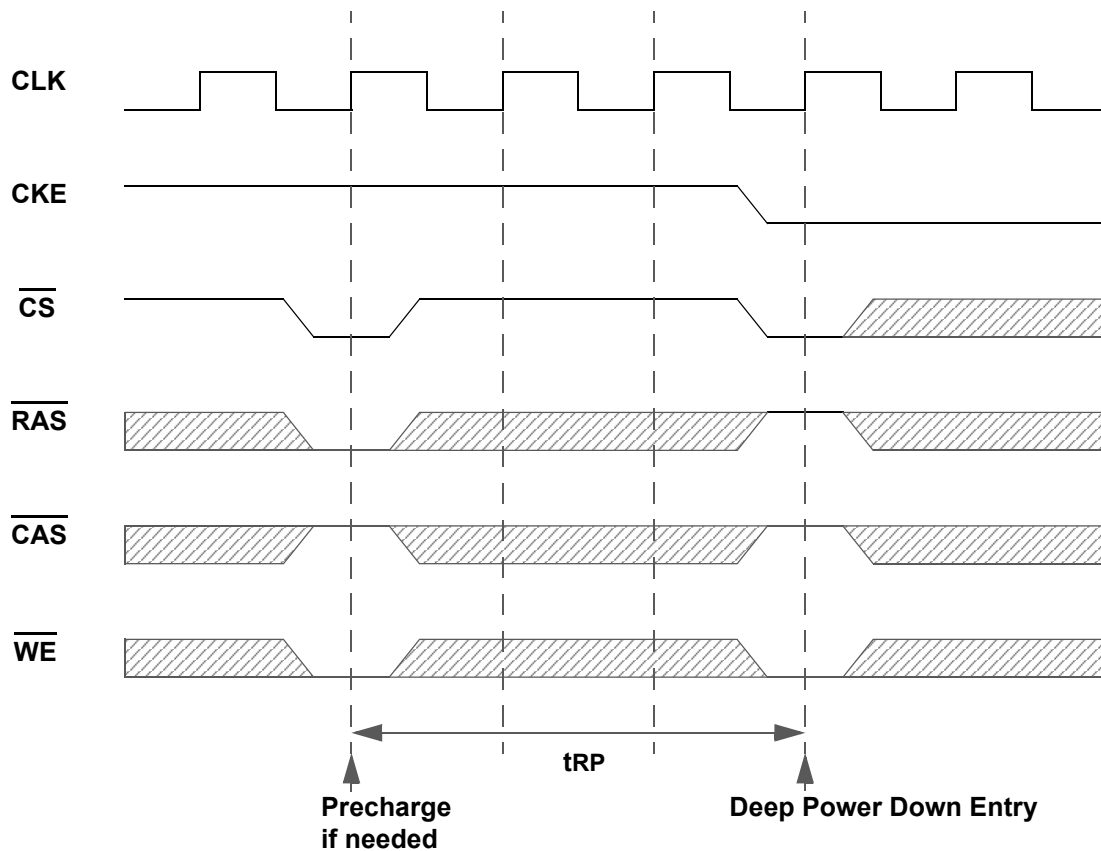 CLK
CKE
CS
RAS
CAS
WE
tRP
Precharge
if needed
Deep Power Down Entry